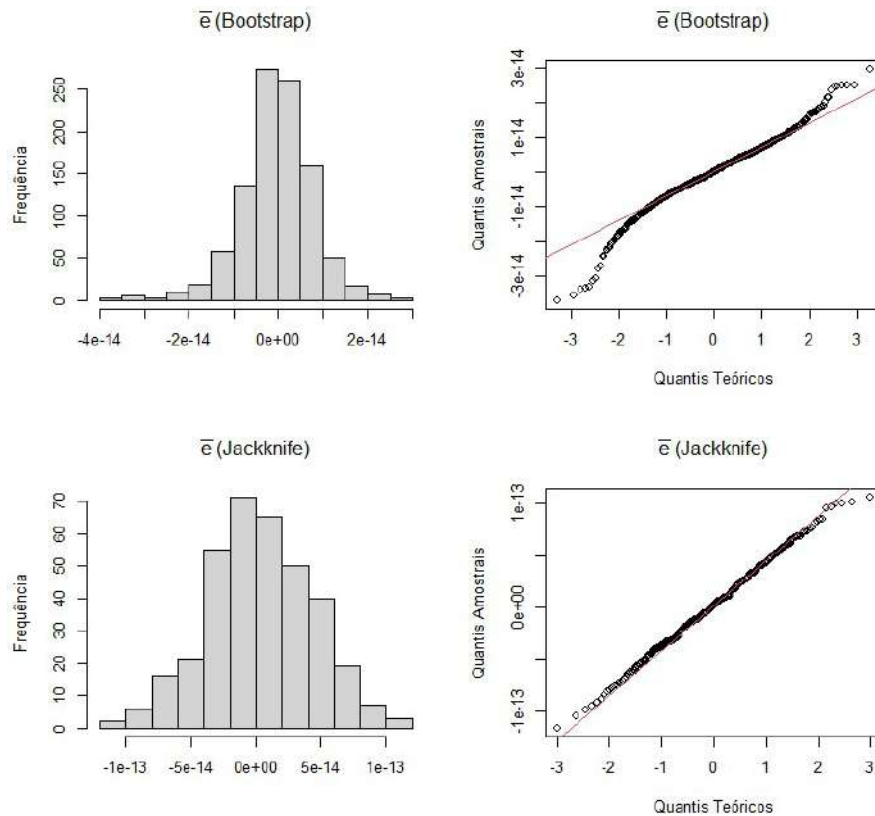 e (Bootstrap)
Frequência
0
50
100
150
200
250
-4e-14
-2e-14
0e+00
2e-14
e (Bootstrap)
Quantis Amostrais
-3e-14
-1e-14
1e-14
3e-14
-3
-2
-1
0
1
2
3
Quantis Teóricos
e (Jackknife)
Frequência
0
10
20
30
40
50
60
70
-1e-13
-5e-14
0e+00
5e-14
1e-13
e (Jackknife)
Quantis Amostrais
-1e-13
0e+00
1e-13
-3
-2
-1
0
1
2
3
Quantis Teóricos